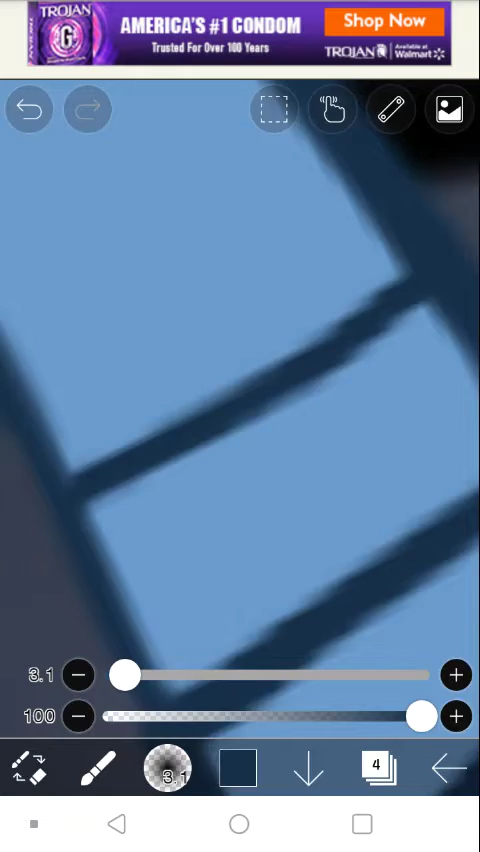 TROJAN
G
AMERICA'S #1 CONDOM
Trusted For Over 100 Years
Shop Now
TROJAN
Available at
Walmart
3.1
100
3.1
4